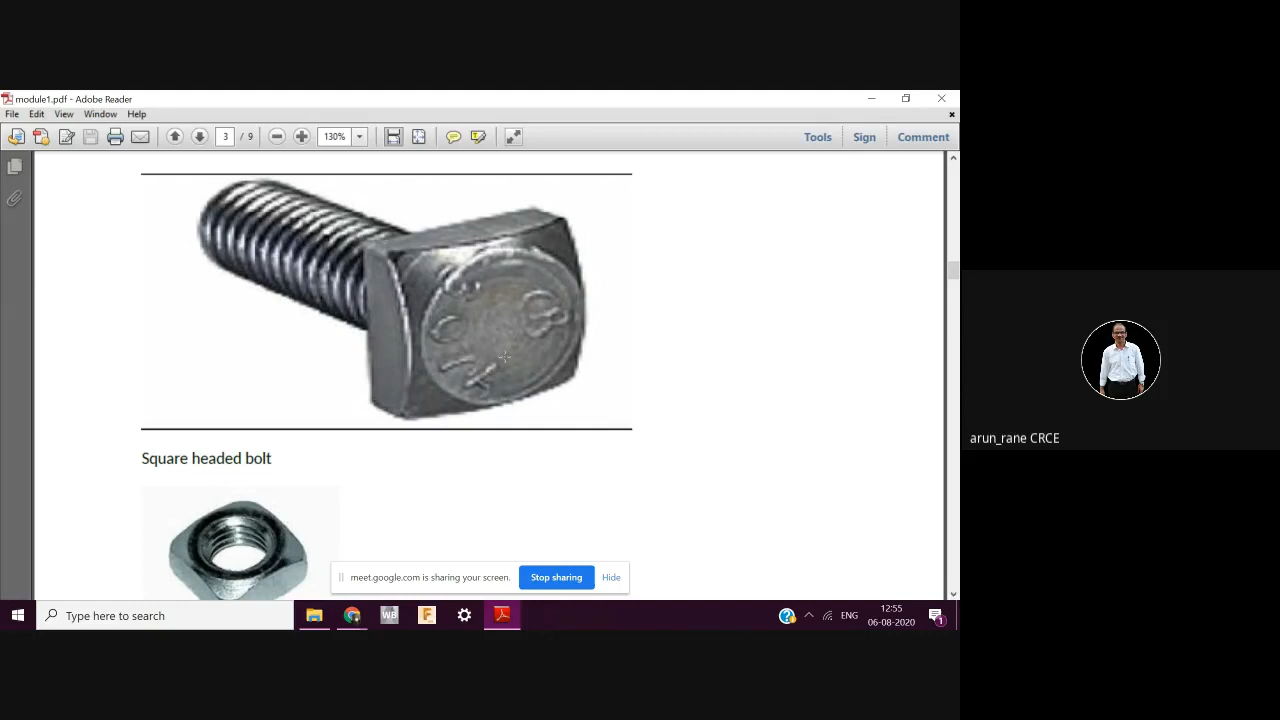 module1.pdf - Adobe Reader
File Edit View Window Help
3 / 9 130% Tools Sign Comment
Square headed bolt
meet.google.com is sharing your screen. Stop sharing Hide
arun_rane CRCE
WB F
Type here to search
ENG
12:55
06-08-2020
1